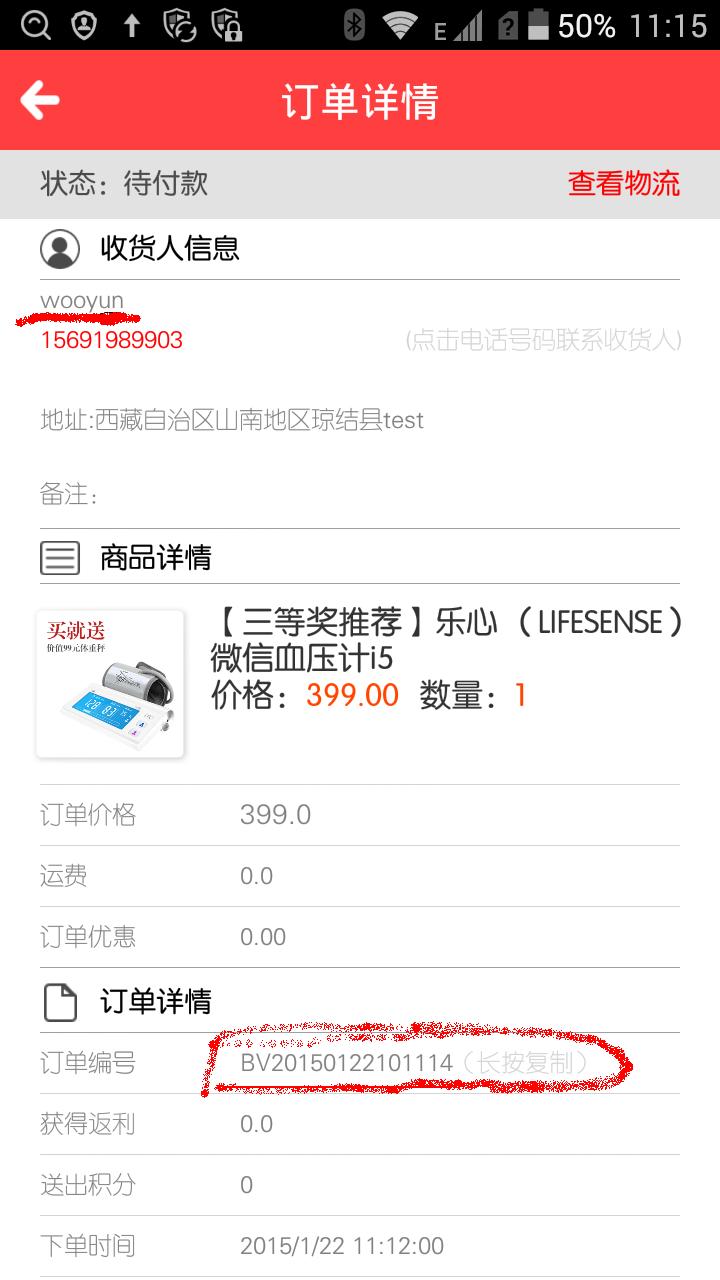 E 50% 11:15
订单详情
状态：待付款 查看物流
收货人信息
wooyun
15691989903 (点击电话号码联系收货人)
地址:西藏自治区山南地区琼结县test
备注：
商品详情
买就送
价值99元体重秤
【三等奖推荐】乐心（LIFESENSE）
微信血压计i5
价格：399.00 数量：1
订单价格 399.0
运费 0.0
订单优惠 0.00
订单详情
订单编号 BV20150122101114（长按复制）
获得返利 0.0
送出积分 0
下单时间 2015/1/22 11:12:00